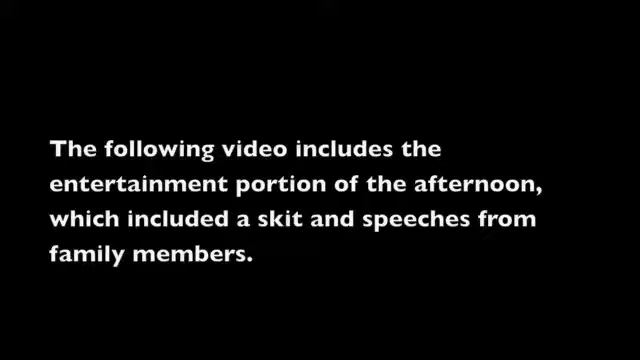 The following video includes the
entertainment portion of the afternoon,
which included a skit and speeches from
family members.